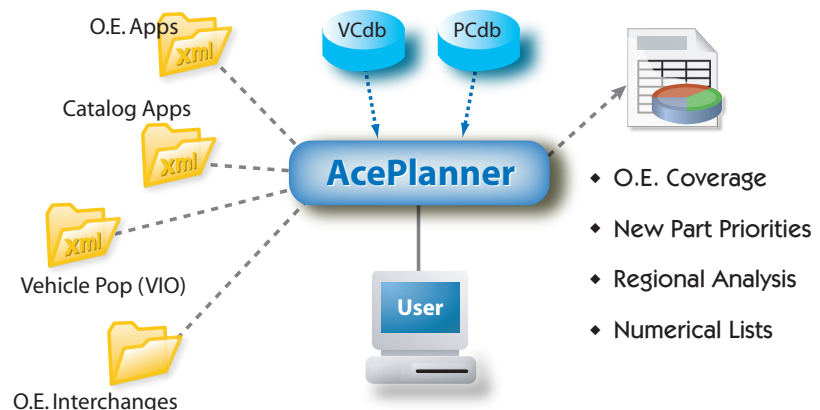 O.E. Apps
xml
VCdb
PCdb
Catalog Apps
xml
AcePlanner
◆ O.E. Coverage
xml
◆ New Part Priorities
Vehicle Pop (VIO)
◆ Regional Analysis
User
◆ Numerical Lists
O.E. Interchanges